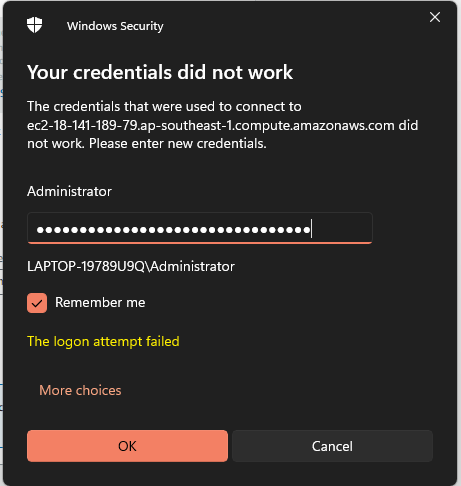 Windows Security
Your credentials did not work
The credentials that were used to connect to
ec2-18-141-189-79.ap-southeast-1.compute.amazonaws.com did
not work. Please enter new credentials.
Administrator
●●●●●●●●●●●●●●●●●●●●●●●●●●●●●●●●
LAPTOP-19789U9Q\Administrator
Remember me
The logon attempt failed
More choices
OK
Cancel